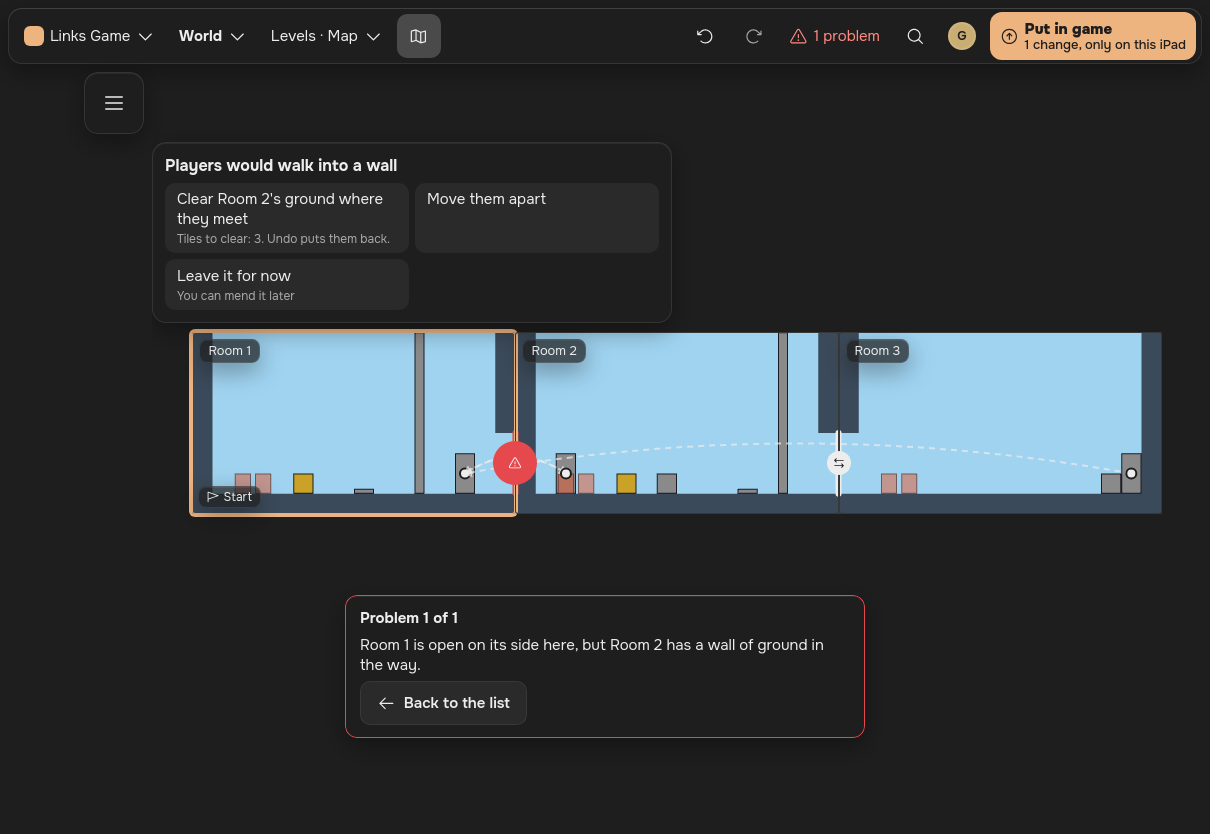 Links Game
World
Levels · Map
1 problem
G
Put in game
1 change, only on this iPad
Players would walk into a wall
Clear Room 2's ground where
they meet
Tiles to clear: 3. Undo puts them back.
Move them apart
Leave it for now
You can mend it later
Room 1
Room 2
Room 3
Start
Problem 1 of 1
Room 1 is open on its side here, but Room 2 has a wall of ground in
the way.
Back to the list